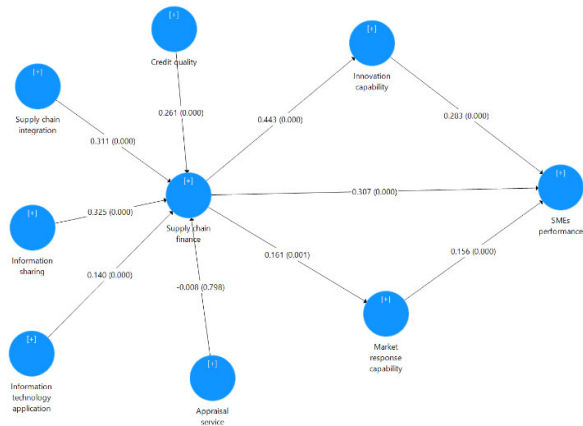 [+]
Credit quality
[+]
Innovation
capability
[+]
Supply chain
integration
0.261 (0.000)
0.443 (0.000)
0.283 (0.000)
0.311 (0.000)
[+]
Supply chain
finance
0.307 (0.000)
[+]
SMEs
performance
[+]
Information
sharing
0.325 (0.000)
0.161 (0.001)
0.156 (0.000)
0.140 (0.000)
-0.008 (0.798)
[+]
Market
response
capability
[+]
Information
technology
application
[+]
Appraisal
service